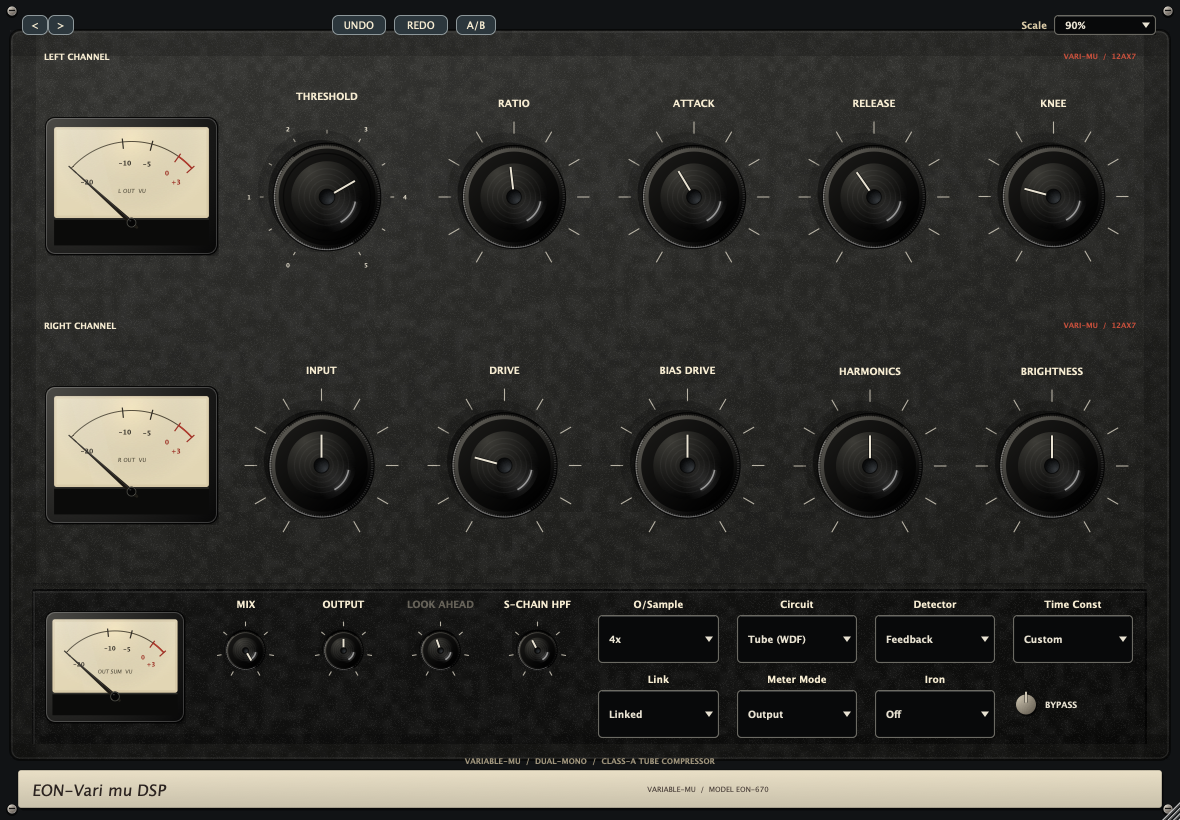 < > UNDO REDO A/B Scale 90%
LEFT CHANNEL VARI-MU / 12AX7
THRESHOLD RATIO ATTACK RELEASE KNEE
2 3
-20 -10 -5 0 +3
L OUT VU
1 4
0 5
RIGHT CHANNEL VARI-MU / 12AX7
INPUT DRIVE BIAS DRIVE HARMONICS BRIGHTNESS
-20 -10 -5 0 +3
R OUT VU
MIX OUTPUT LOOK AHEAD S-CHAIN HPF O/Sample Circuit Detector Time Const
-20 -10 -5 0 +3
OUT SUM VU
4x Tube (WDF) Feedback Custom
Link Meter Mode Iron
Linked Output Off BYPASS
VARIABLE-MU / DUAL-MONO / CLASS-A TUBE COMPRESSOR
EON-Vari mu DSP VARIABLE-MU / MODEL EON-670